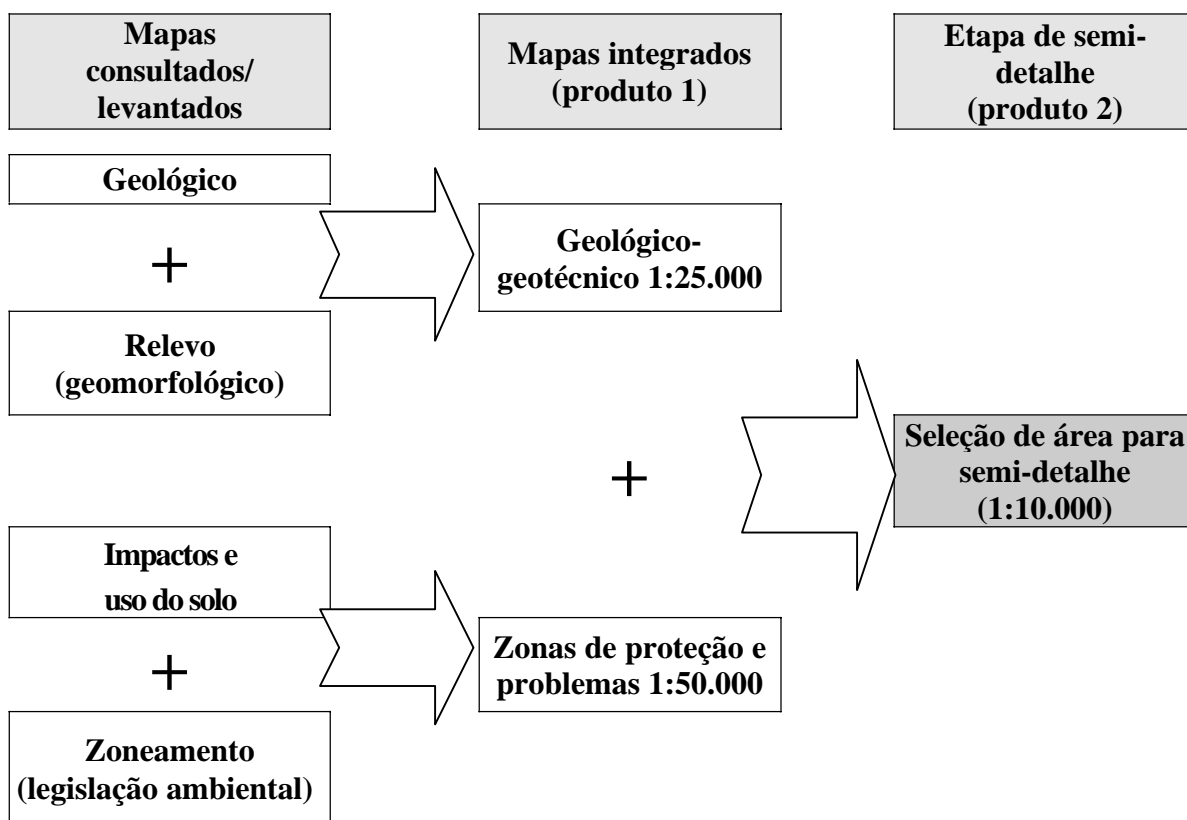 Mapas
consultados/
levantados
Mapas integrados
(produto 1)
Etapa de semi-
detalhe
(produto 2)
Geológico
+
Relevo
(geomorfológico)
Geológico-
geotécnico 1:25.000
+
Seleção de área para
semi-detalhe
(1:10.000)
Impactos e
uso do solo
+
Zoneamento
(legislação ambiental)
Zonas de proteção e
problemas 1:50.000